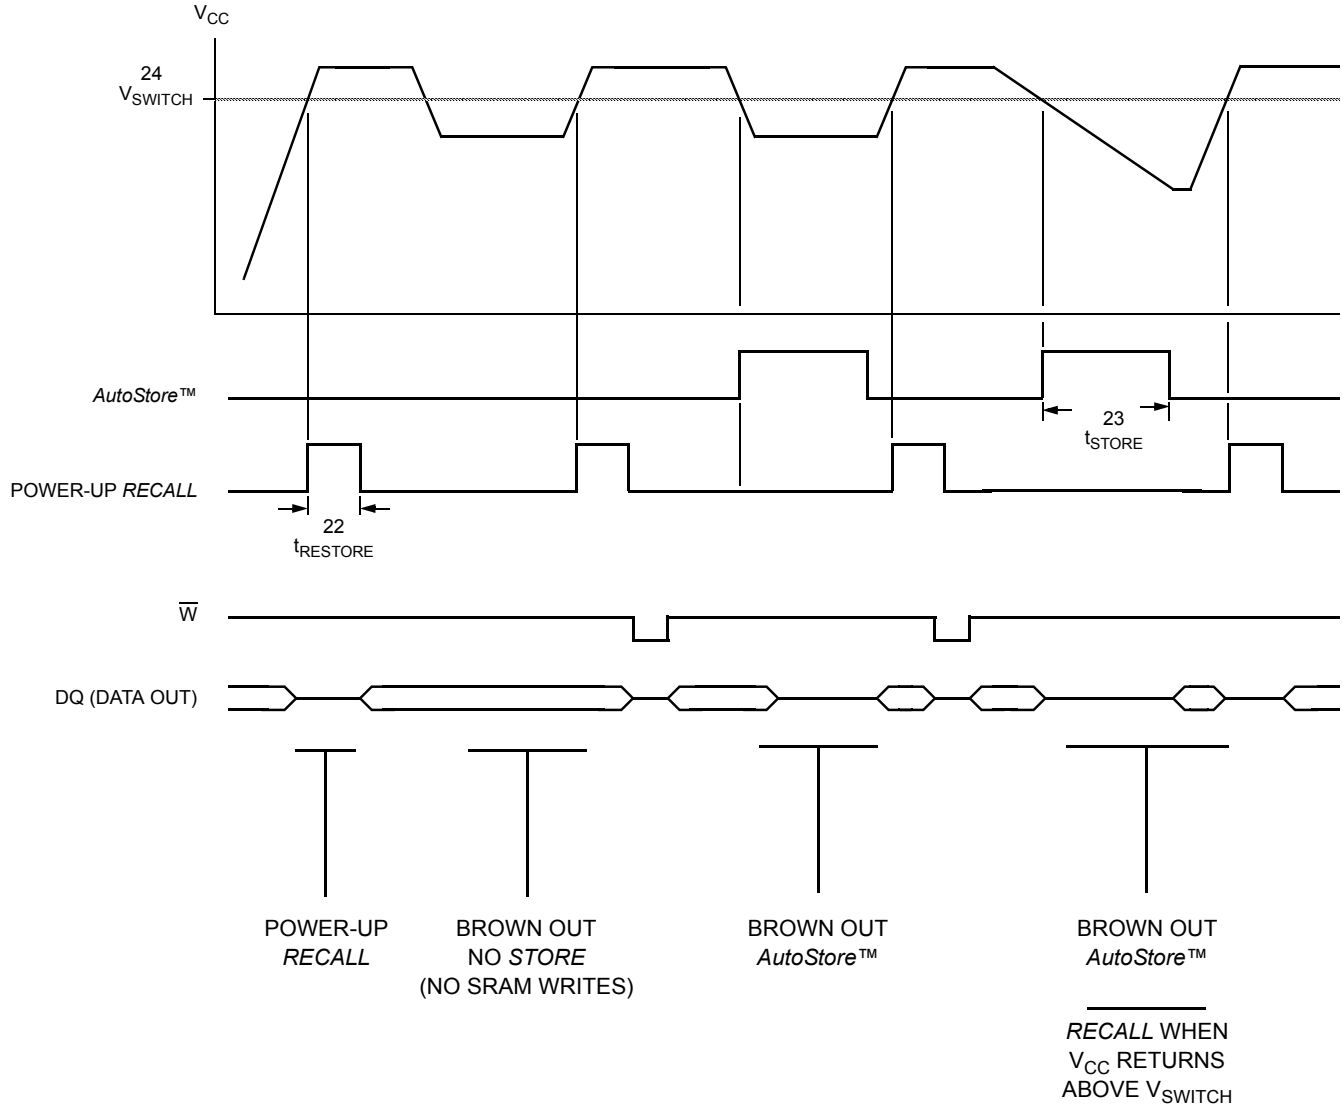 VCC
24
VSWITCH
AutoStore™
23
tSTORE
POWER-UP RECALL
22
tRESTORE
W
DQ (DATA OUT)
POWER-UP
RECALL
BROWN OUT
NO STORE
(NO SRAM WRITES)
BROWN OUT
AutoStore™
BROWN OUT
AutoStore™
RECALL WHEN
VCC RETURNS
ABOVE VSWITCH